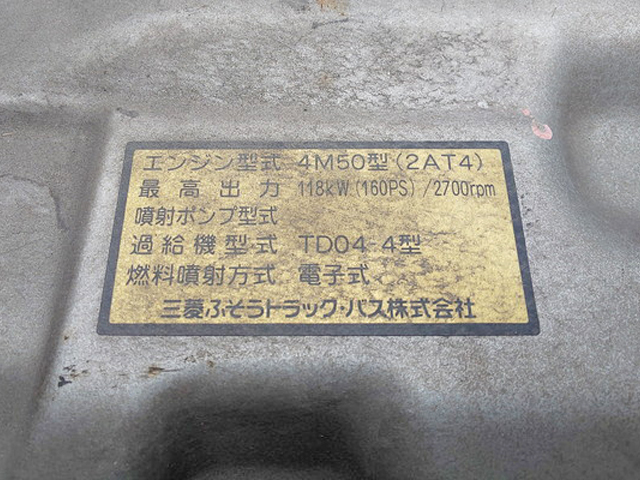 エンジン型式 4M50型(2AT4)
最高出力 118kW(160PS)/2700rpm
噴射ポンプ型式
過給機型式 TD04-4型
燃料噴射方式 電子式
三菱ふそうトラック・バス株式会社